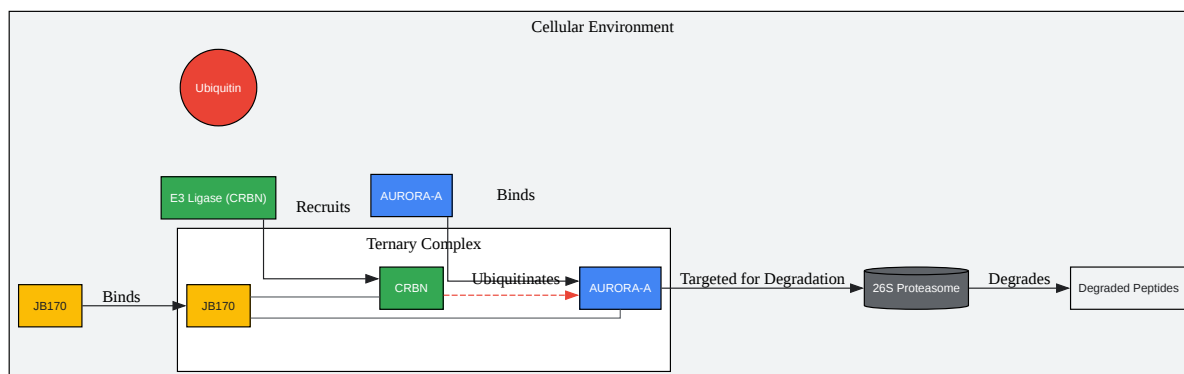 Cellular Environment
Ubiquitin
E3 Ligase (CRBN)
Recruits
AURORA-A
Binds
Ternary Complex
JB170
Binds
JB170
CRBN
Ubiquitinates
AURORA-A
Targeted for Degradation
26S Proteasome
Degrades
Degraded Peptides